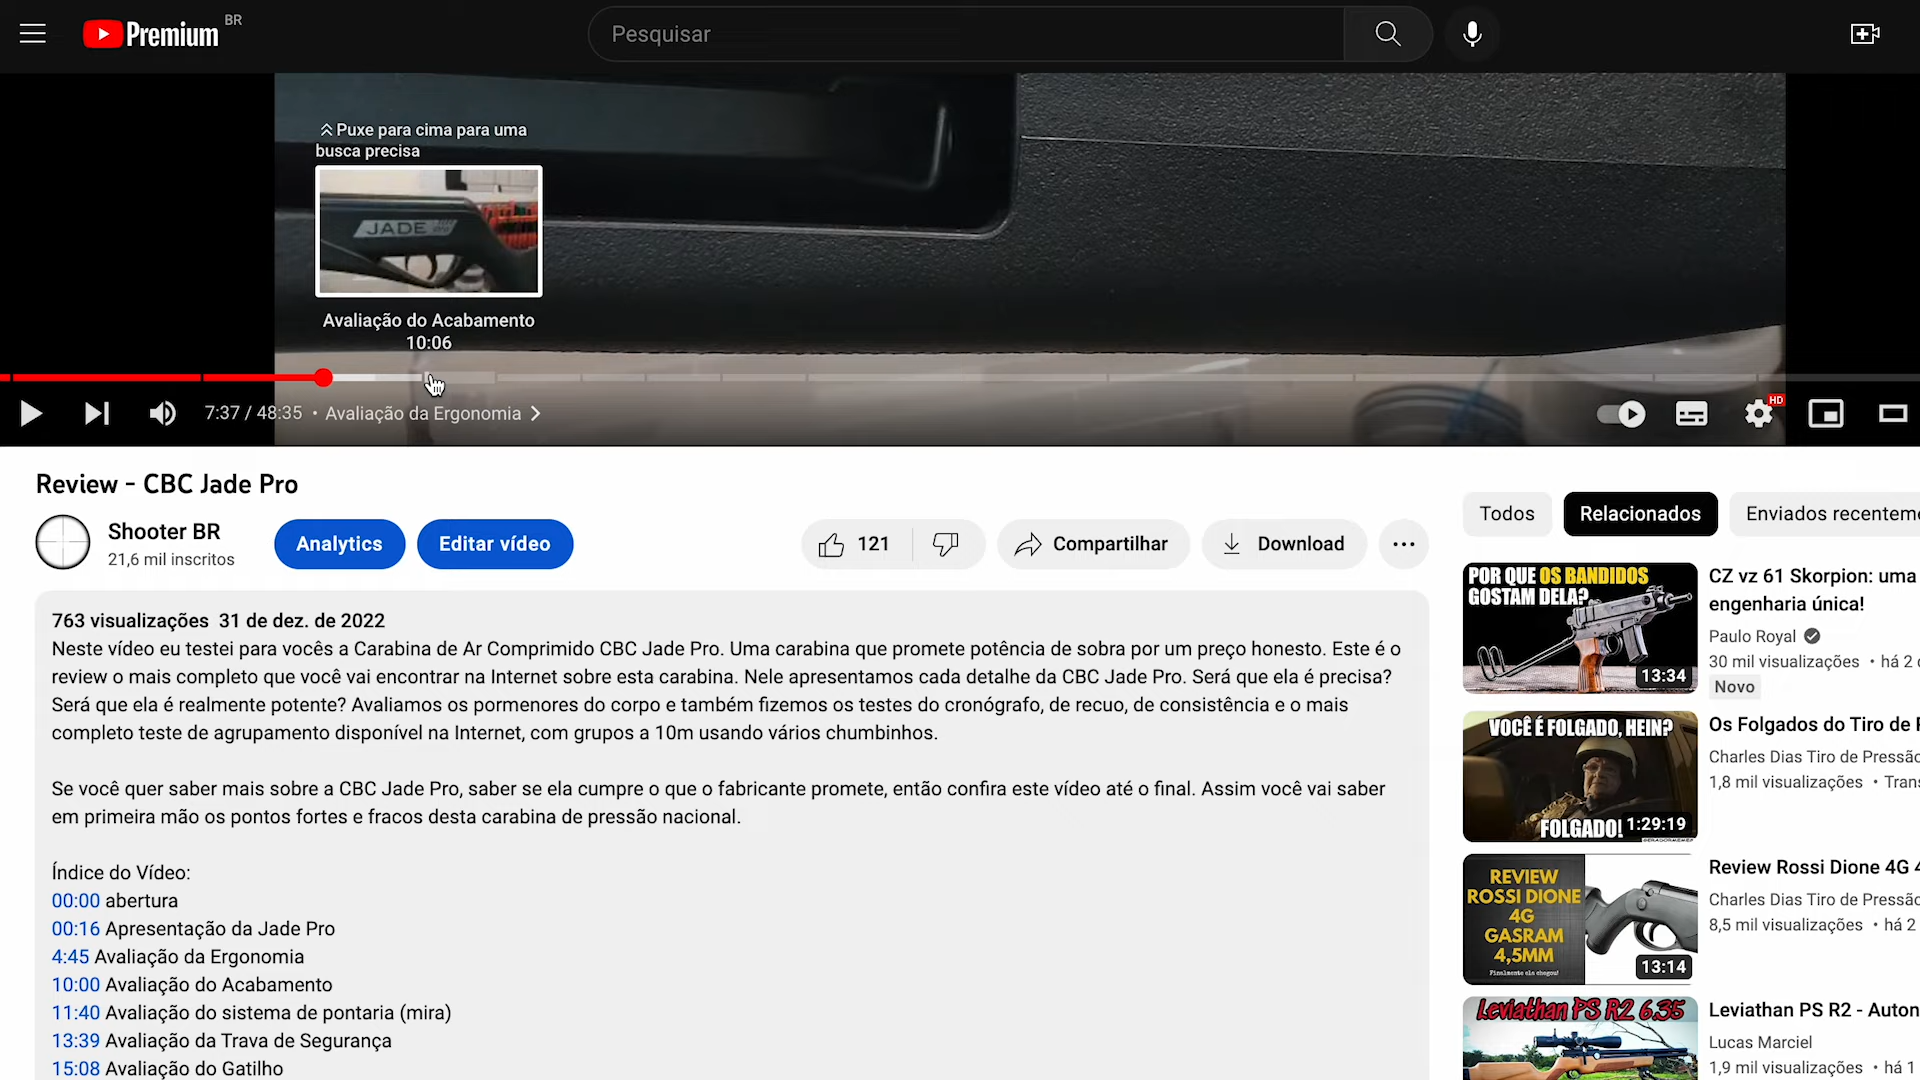 Premium BR
Pesquisar
Puxe para cima para uma
busca precisa
JADE
Avaliação do Acabamento
10:06
7:37 / 48:35 • Avaliação da Ergonomia
HD
Review - CBC Jade Pro
Shooter BR
21,6 mil inscritos
Analytics
Editar vídeo
121
Compartilhar
Download
763 visualizações 31 de dez. de 2022
Neste vídeo eu testei para vocês a Carabina de Ar Comprimido CBC Jade Pro. Uma carabina que promete potência de sobra por um preço honesto. Este é o
review o mais completo que você vai encontrar na Internet sobre esta carabina. Nele apresentamos cada detalhe da CBC Jade Pro. Será que ela é precisa?
Será que ela é realmente potente? Avaliamos os pormenores do corpo e também fizemos os testes do cronógrafo, de recuo, de consistência e o mais
completo teste de agrupamento disponível na Internet, com grupos a 10m usando vários chumbinhos.
Se você quer saber mais sobre a CBC Jade Pro, saber se ela cumpre o que o fabricante promete, então confira este vídeo até o final. Assim você vai saber
em primeira mão os pontos fortes e fracos desta carabina de pressão nacional.
Índice do Vídeo:
00:00 abertura
00:16 Apresentação da Jade Pro
4:45 Avaliação da Ergonomia
10:00 Avaliação do Acabamento
11:40 Avaliação do sistema de pontaria (mira)
13:39 Avaliação da Trava de Segurança
15:08 Avaliação do Gatilho
Todos
Relacionados
Enviados recenteme
POR QUE OS BANDIDOS
GOSTAM DELA?
13:34
CZ vz 61 Skorpion: uma
engenharia única!
Paulo Royal
30 mil visualizações • há 2
Novo
VOCÊ É FOLGADO, HEIN?
FOLGADO!
1:29:19
Os Folgados do Tiro de
Charles Dias Tiro de Pressão
1,8 mil visualizações • Trans
REVIEW
ROSSI DIONE
4G
GASRAM
4,5MM
Finalmente ela chegou!
13:14
Review Rossi Dione 4G 4
Charles Dias Tiro de Pressão
8,5 mil visualizações • há 2
Leviathan PS R2 6.35
Leviathan PS R2 - Auton
Lucas Marciel
1,9 mil visualizações • há 1